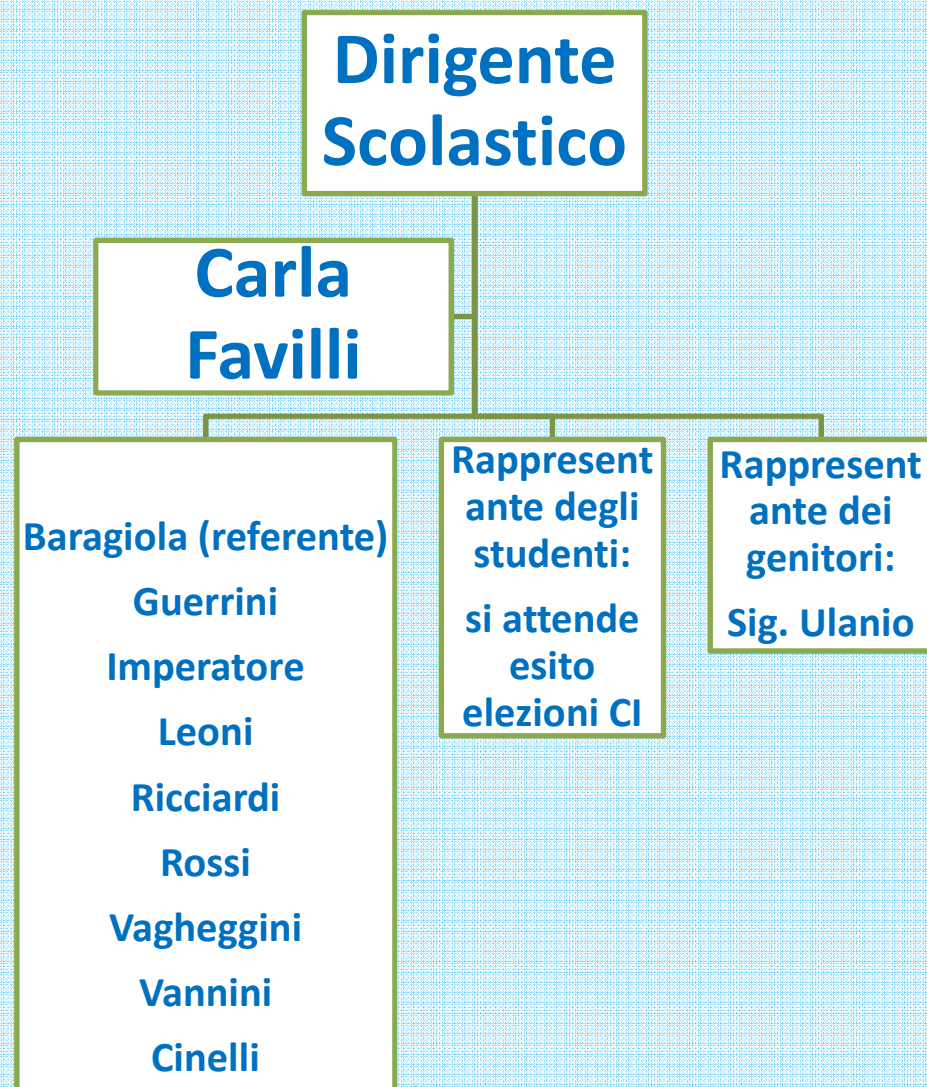 Dirigente
Scolastico
Carla
Favilli
Baragiola (referente)
Guerrini
Imperatore
Leoni
Ricciardi
Rossi
Vagheggini
Vannini
Cinelli
Rappresent
ante degli
studenti:
si attende
esito
elezioni CI
Rappresent
ante dei
genitori:
Sig. Ulanio